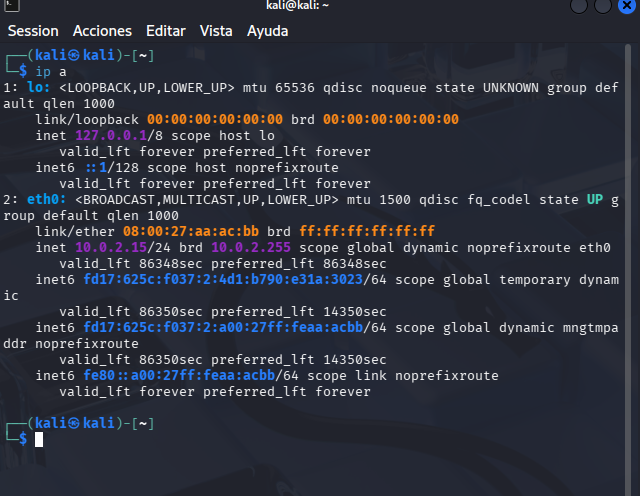 kali@kali: ~
Session Acciones Editar Vista Ayuda
┌──(kali㉿kali)-[~]
└─$ ip a
1: lo: <LOOPBACK,UP,LOWER_UP> mtu 65536 qdisc noqueue state UNKNOWN group def
ault qlen 1000
    link/loopback 00:00:00:00:00:00 brd 00:00:00:00:00:00
    inet 127.0.0.1/8 scope host lo
       valid_lft forever preferred_lft forever
    inet6 ::1/128 scope host noprefixroute
       valid_lft forever preferred_lft forever
2: eth0: <BROADCAST,MULTICAST,UP,LOWER_UP> mtu 1500 qdisc fq_codel state UP g
roup default qlen 1000
    link/ether 08:00:27:aa:ac:bb brd ff:ff:ff:ff:ff:ff
    inet 10.0.2.15/24 brd 10.0.2.255 scope global dynamic noprefixroute eth0
       valid_lft 86348sec preferred_lft 86348sec
    inet6 fd17:625c:f037:2:4d1:b790:e31a:3023/64 scope global temporary dynam
ic
       valid_lft 86350sec preferred_lft 14350sec
    inet6 fd17:625c:f037:2:a00:27ff:feaa:acbb/64 scope global dynamic mngtmpa
ddr noprefixroute
       valid_lft 86350sec preferred_lft 14350sec
    inet6 fe80::a00:27ff:feaa:acbb/64 scope link noprefixroute
       valid_lft forever preferred_lft forever
┌──(kali㉿kali)-[~]
└─$